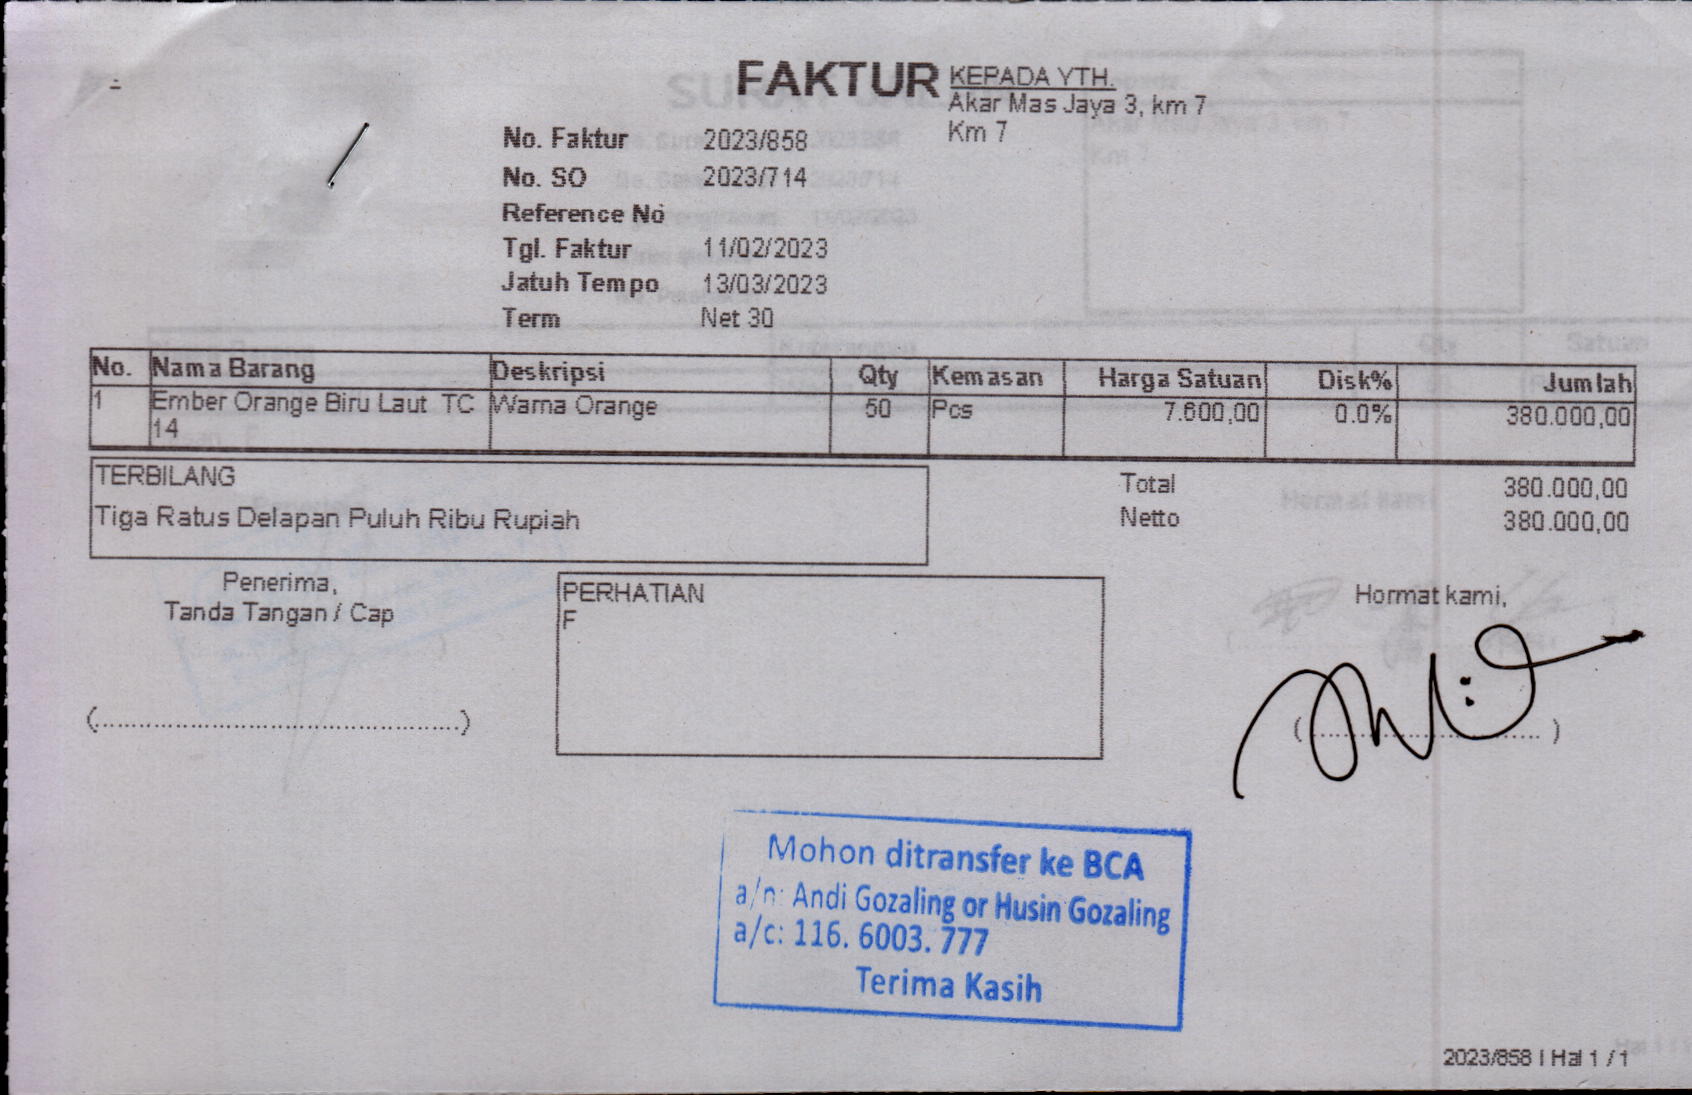 FAKTUR
KEPADA YTH.
Akar Mas Jaya 3, km 7
Km 7
No. Faktur 2023/858
No. SO 2023/714
Reference No
Tgl. Faktur 11/02/2023
Jatuh Tempo 13/03/2023
Term Net 30
No. Nama Barang Deskripsi Qty Kemasan Harga Satuan Disk% Jumlah
1 Ember Orange Biru Laut TC Warna Orange 50 Pcs 7.600,00 0.0% 380.000,00
14
TERBILANG
Tiga Ratus Delapan Puluh Ribu Rupiah
Total 380.000,00
Netto 380.000,00
Penerima,
Tanda Tangan / Cap
(..............................................)
PERHATIAN
F
Hormat kami,
(..............................)
Mohon ditransfer ke BCA
a/n: Andi Gozaling or Husin Gozaling
a/c: 116. 6003. 777
Terima Kasih
2023/858 | Hal 1 / 1